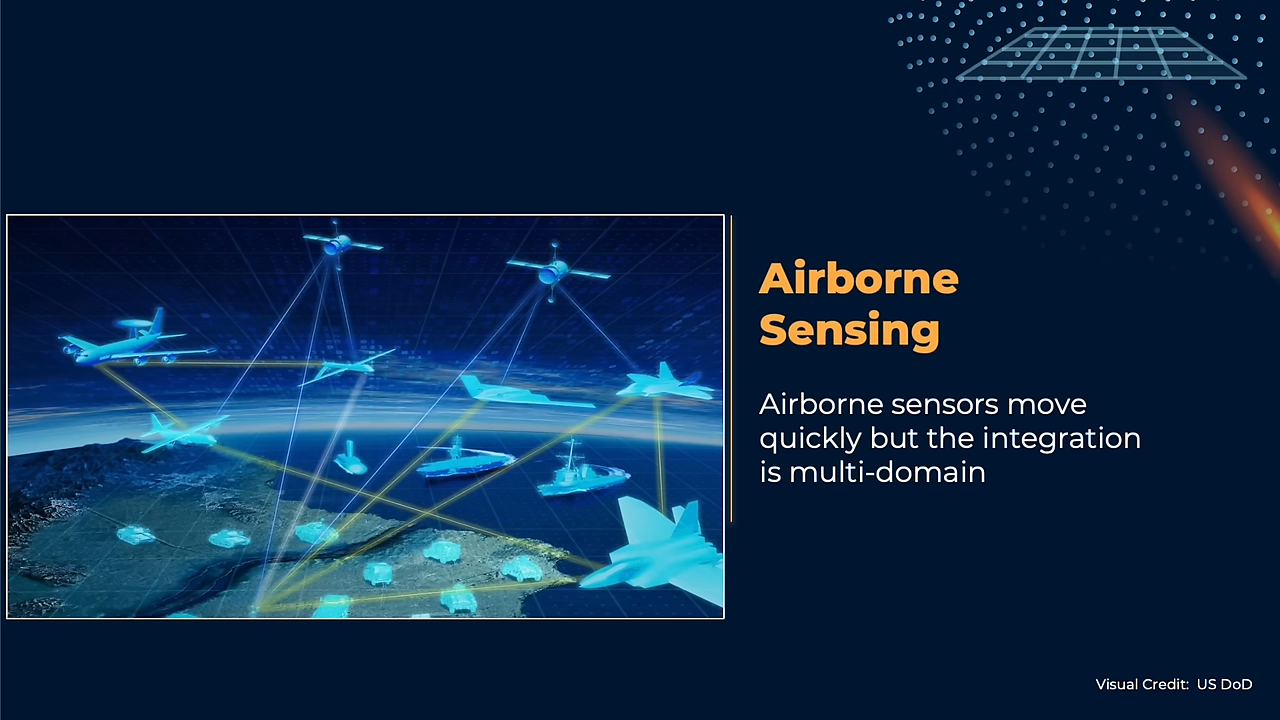 Airborne
Sensing
Airborne sensors move
quickly but the integration
is multi-domain
Visual Credit:  US DoD